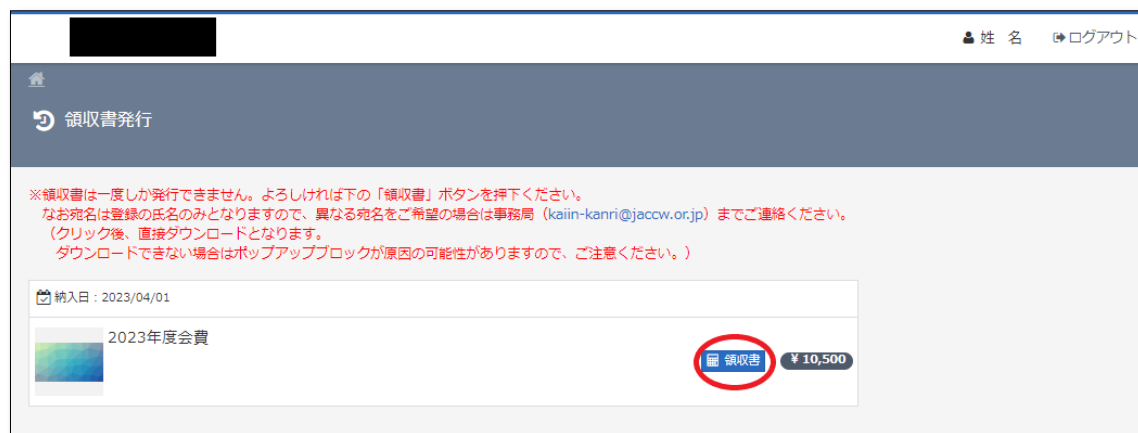 姓 名 ログアウト
領収書発行
※領収書は一度しか発行できません。よろしければ下の「領収書」ボタンを押下ください。
なお宛名は登録の氏名のみとなりますので、異なる宛名をご希望の場合は事務局（kaiin-kanri@jaccw.or.jp）までご連絡ください。
（クリック後、直接ダウンロードとなります。
ダウンロードできない場合はポップアップブロックが原因の可能性がありますので、ご注意ください。）
納入日：2023/04/01
2023年度会費
領収書 ¥ 10,500